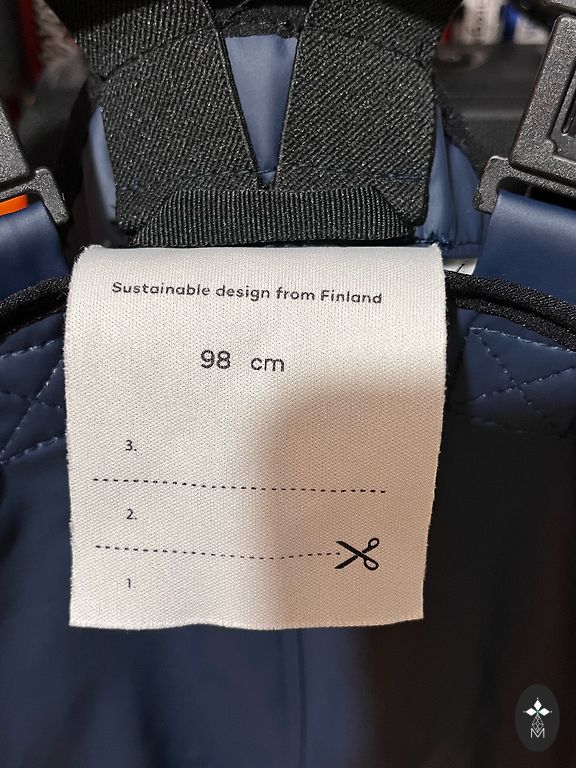 Sustainable design from Finland
98 cm
3.
2.
1.
M